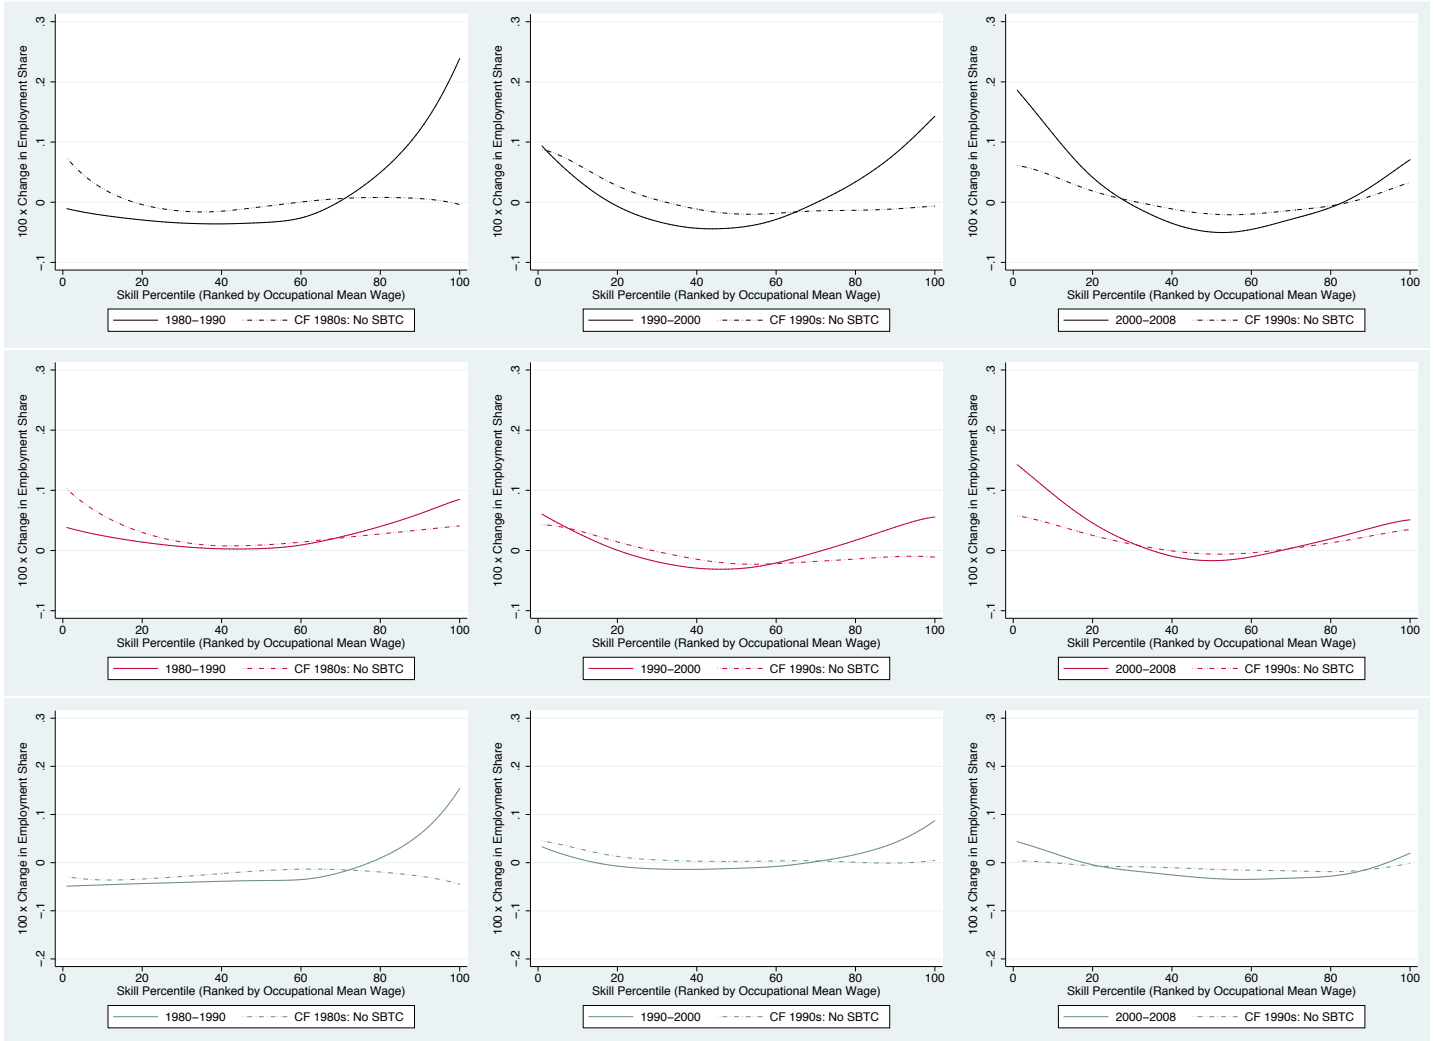 100 x Change in Employment Share
.3
.2
.1
0
-.1
0 20 40 60 80 100
Skill Percentile (Ranked by Occupational Mean Wage)
1980-1990 CF 1980s: No SBTC
100 x Change in Employment Share
.3
.2
.1
0
-.1
0 20 40 60 80 100
Skill Percentile (Ranked by Occupational Mean Wage)
1990-2000 CF 1990s: No SBTC
100 x Change in Employment Share
.3
.2
.1
0
-.1
0 20 40 60 80 100
Skill Percentile (Ranked by Occupational Mean Wage)
2000-2008 CF 1990s: No SBTC
100 x Change in Employment Share
.3
.2
.1
0
-.1
0 20 40 60 80 100
Skill Percentile (Ranked by Occupational Mean Wage)
1980-1990 CF 1980s: No SBTC
100 x Change in Employment Share
.3
.2
.1
0
-.1
0 20 40 60 80 100
Skill Percentile (Ranked by Occupational Mean Wage)
1990-2000 CF 1990s: No SBTC
100 x Change in Employment Share
.3
.2
.1
0
-.1
0 20 40 60 80 100
Skill Percentile (Ranked by Occupational Mean Wage)
2000-2008 CF 1990s: No SBTC
100 x Change in Employment Share
.3
.2
.1
0
-.1
-.2
0 20 40 60 80 100
Skill Percentile (Ranked by Occupational Mean Wage)
1980-1990 CF 1980s: No SBTC
100 x Change in Employment Share
.3
.2
.1
0
-.1
-.2
0 20 40 60 80 100
Skill Percentile (Ranked by Occupational Mean Wage)
1990-2000 CF 1990s: No SBTC
100 x Change in Employment Share
.3
.2
.1
0
-.1
-.2
0 20 40 60 80 100
Skill Percentile (Ranked by Occupational Mean Wage)
2000-2008 CF 1990s: No SBTC